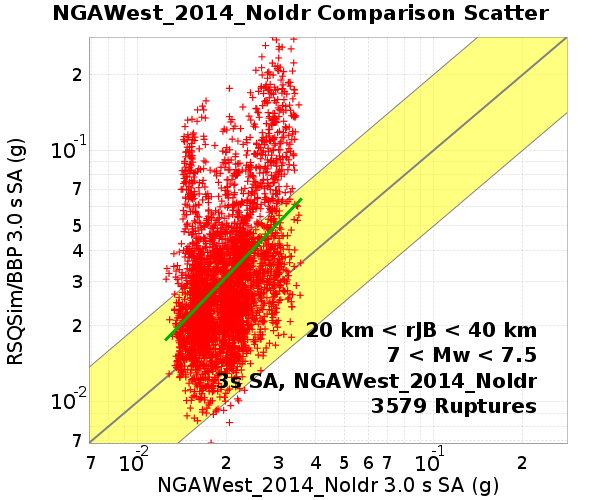 NGAWest_2014_NoIdr Comparison Scatter
RSQSim/BBP 3.0 s SA (g)
2
10-1
7
5
4
3
2
10-2
7
20 km < rJB < 40 km
7 < Mw < 7.5
3s SA, NGAWest_2014_NoIdr
3579 Ruptures
7 10-2 2 3 4 5 6 7 10-1 2
NGAWest_2014_NoIdr 3.0 s SA (g)